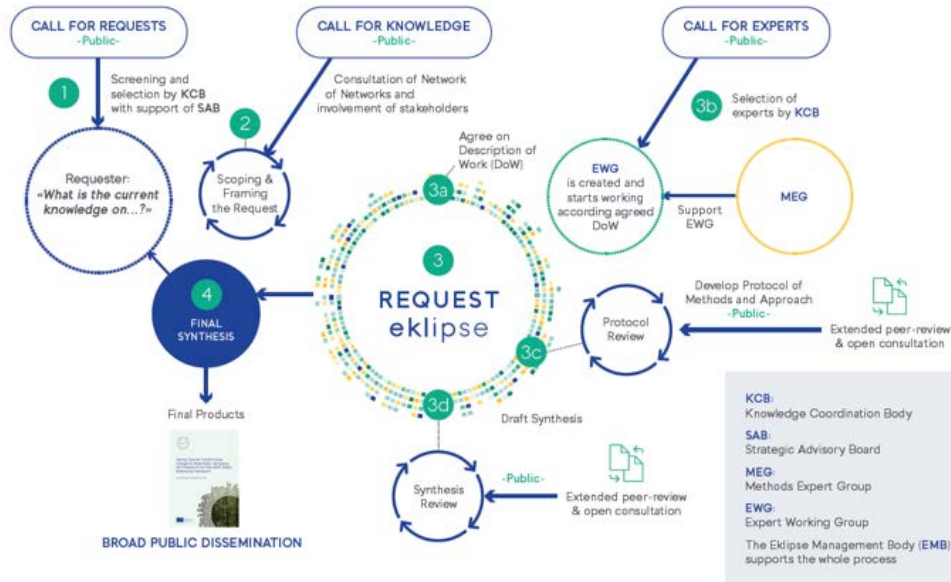 CALL FOR REQUESTS
-Public-
CALL FOR KNOWLEDGE
-Public-
CALL FOR EXPERTS
-Public-
1
Screening and
selection by KCB
with support of SAB
Requester:
«What is the current
knowledge on...?»
2
Consultation of Network
of Networks and
involvement of stakeholders
Scoping &
Framing
the Request
3a
Agree on
Description of
Work (DoW)
3b
Selection of
experts by KCB
EWG
is created and
starts working
according agreed
DoW
Support
EWG
MEG
3
REQUEST
eklipse
4
FINAL
SYNTHESIS
3c
Protocol
Review
Develop Protocol of
Methods and Approach
-Public-
Extended peer-review
& open consultation
3d
Draft Synthesis
Synthesis
Review
-Public-
Extended peer-review
& open consultation
Final Products
BROAD PUBLIC DISSEMINATION
KCB:
Knowledge Coordination Body
SAB:
Strategic Advisory Board
MEG:
Methods Expert Group
EWG:
Expert Working Group
The Eklipse Management Body (EMB)
supports the whole process